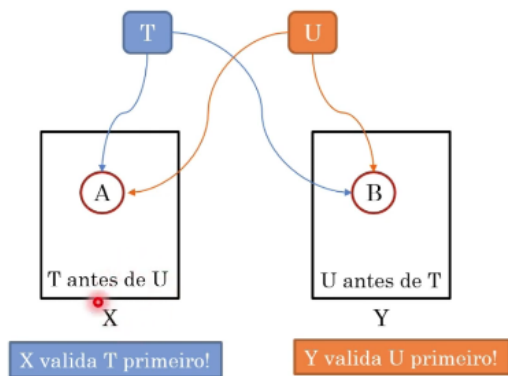 T
U
A
B
T antes de U
U antes de T
X
Y
X valida T primeiro!
Y valida U primeiro!